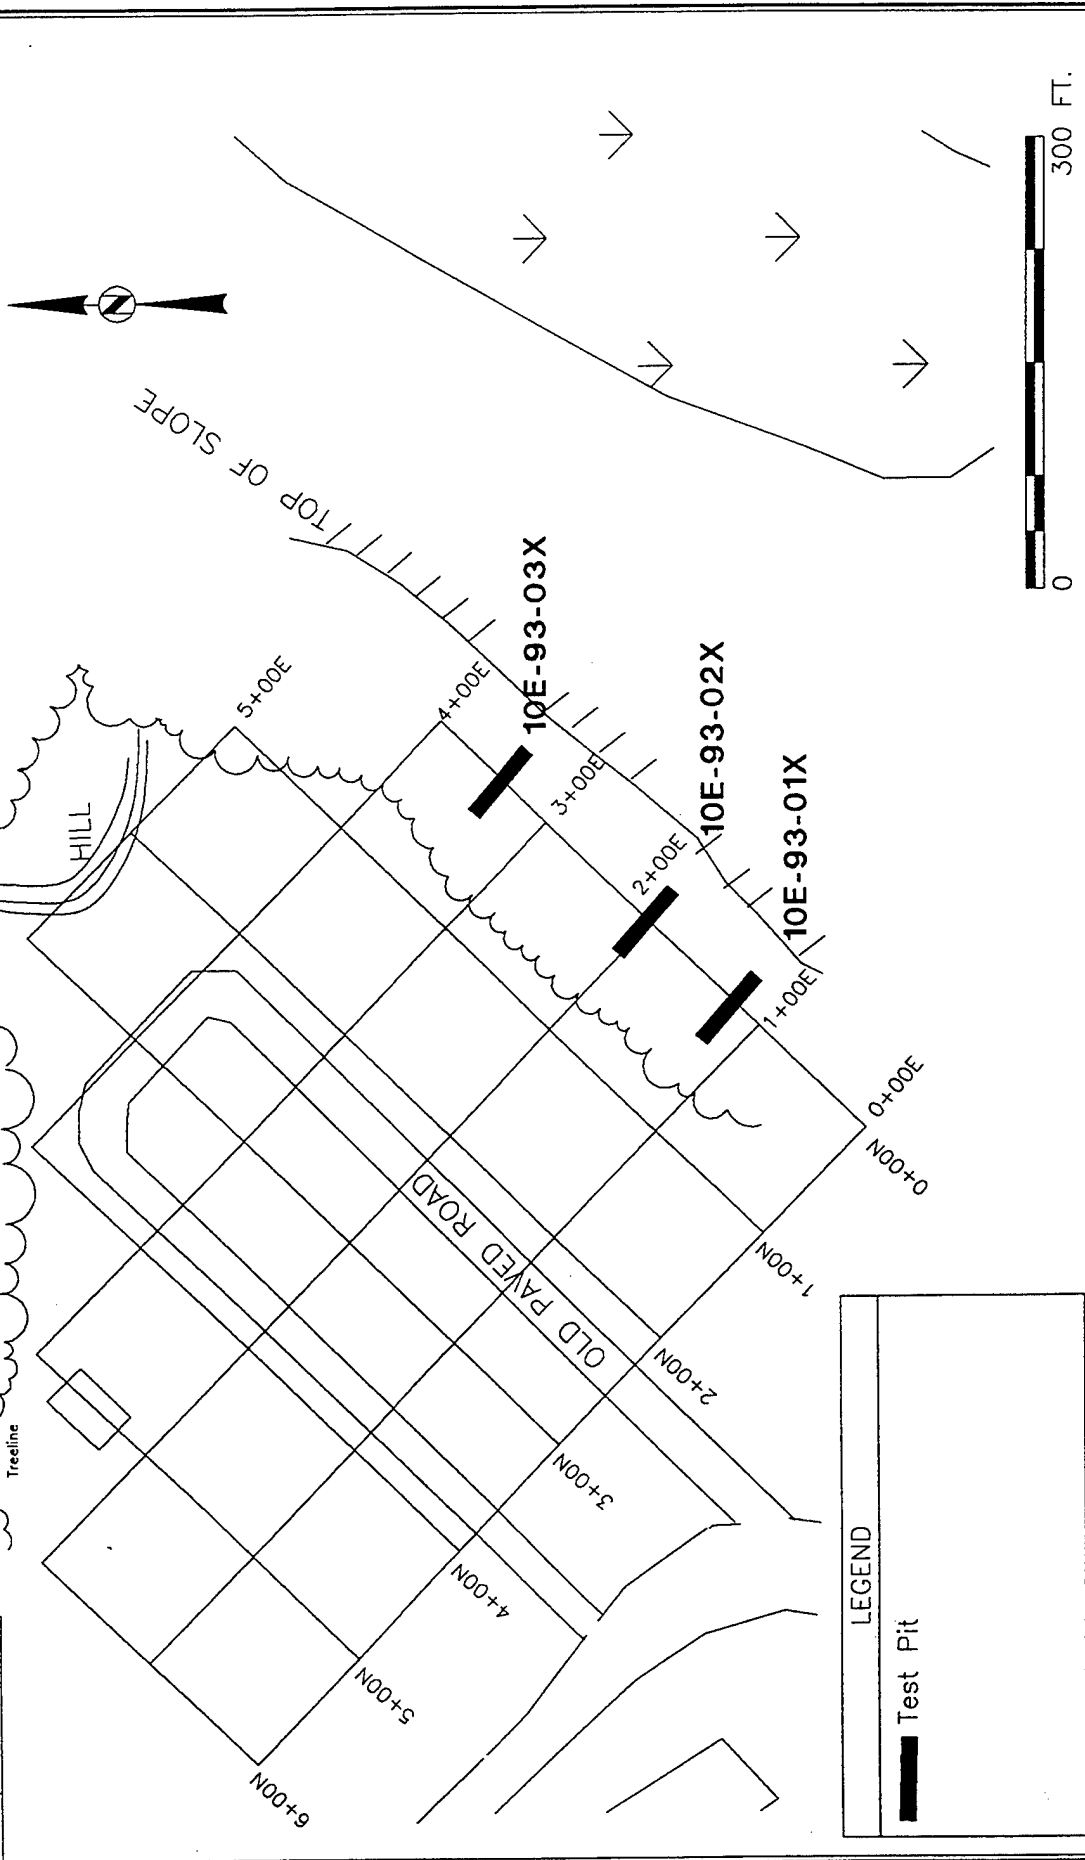 Treeline
HILL
N
TOP OF SLOPE
5+00E
4+00E
3+00E
2+00E
1+00E
0+00E
10E-93-03X
10E-93-02X
10E-93-01X
OLD PAVED ROAD
0+00N
1+00N
2+00N
3+00N
4+00N
5+00N
6+00N
0
300 FT.
LEGEND
Test Pit